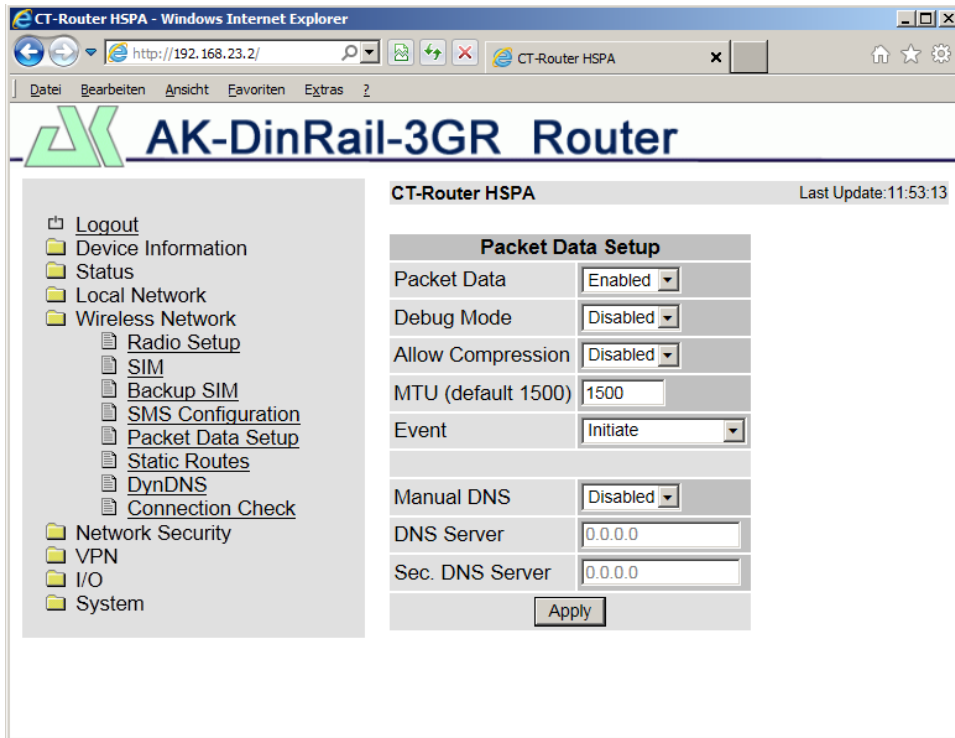 CT-Router HSPA - Windows Internet Explorer
http://192.168.23.2/
CT-Router HSPA
Datei Bearbeiten Ansicht Favoriten Extras ?
AK-DinRail-3GR Router
CT-Router HSPA Last Update:11:53:13
Logout
Device Information
Status
Local Network
Wireless Network
Radio Setup
SIM
Backup SIM
SMS Configuration
Packet Data Setup
Static Routes
DynDNS
Connection Check
Network Security
VPN
I/O
System
Packet Data Setup
Packet Data Enabled
Debug Mode Disabled
Allow Compression Disabled
MTU (default 1500) 1500
Event Initiate
Manual DNS Disabled
DNS Server 0.0.0.0
Sec. DNS Server 0.0.0.0
Apply